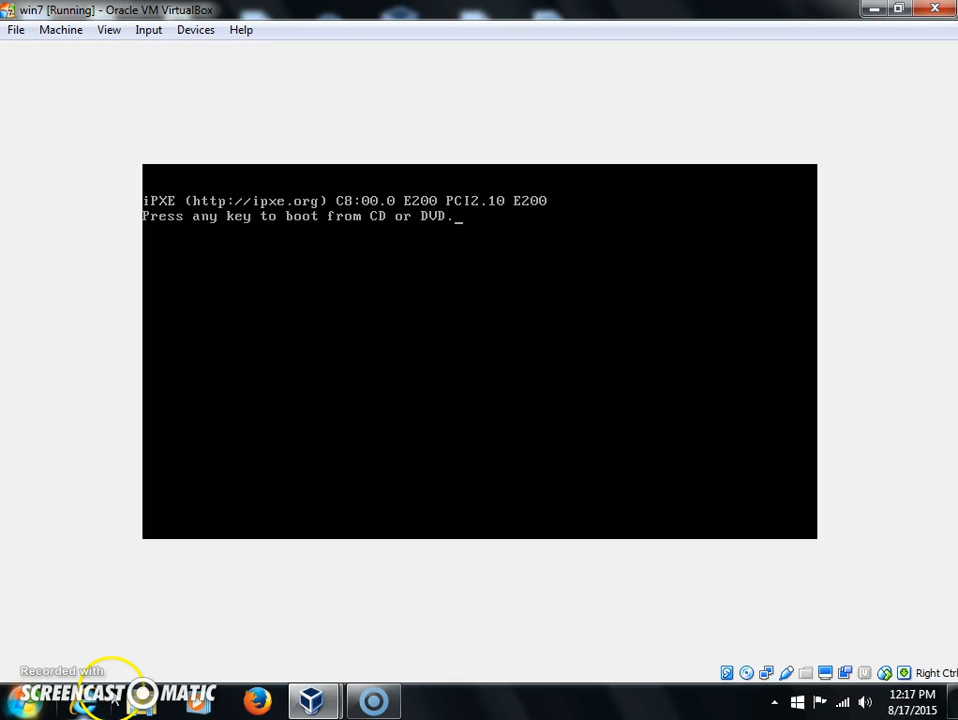 win7 [Running] - Oracle VM VirtualBox
File Machine View Input Devices Help
iPXE (http://ipxe.org) C8:00.0 E200 PCI2.10 E200
Press any key to boot from CD or DVD._
Recorded with
SCREENCAST MATIC
Right Ctrl
12:17 PM
8/17/2015